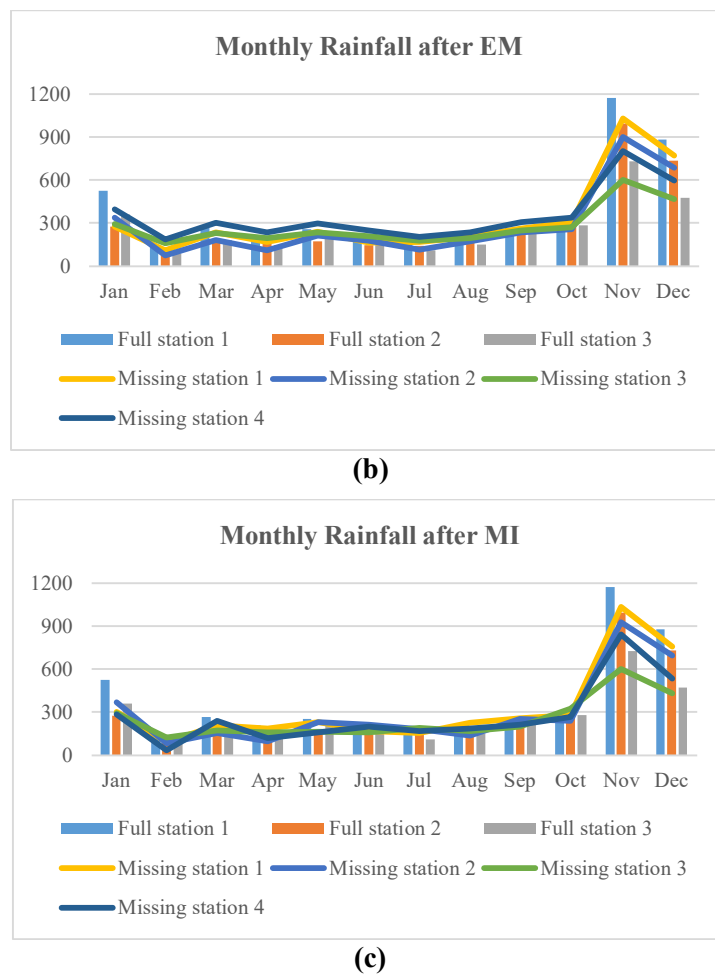 Monthly Rainfall after EM
1200
900
600
300
0
Jan Feb Mar Apr May Jun Jul Aug Sep Oct Nov Dec
Full station 1 Full station 2 Full station 3
Missing station 1 Missing station 2 Missing station 3
Missing station 4
(b)
Monthly Rainfall after MI
1200
900
600
300
0
Jan Feb Mar Apr May Jun Jul Aug Sep Oct Nov Dec
Full station 1 Full station 2 Full station 3
Missing station 1 Missing station 2 Missing station 3
Missing station 4
(c)